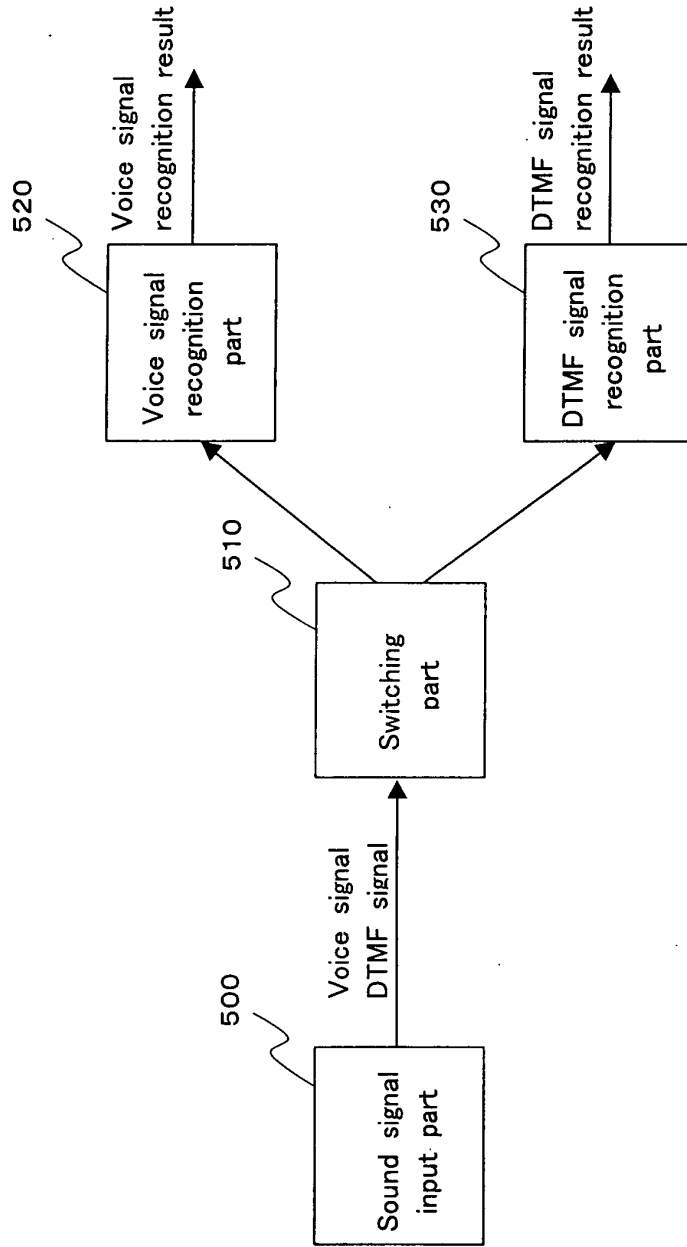 500
Sound signal
input part
Voice signal
DTMF signal
510
Switching
part
520
Voice signal
recognition
part
Voice signal
recognition result
530
DTMF signal
recognition
part
DTMF signal
recognition result